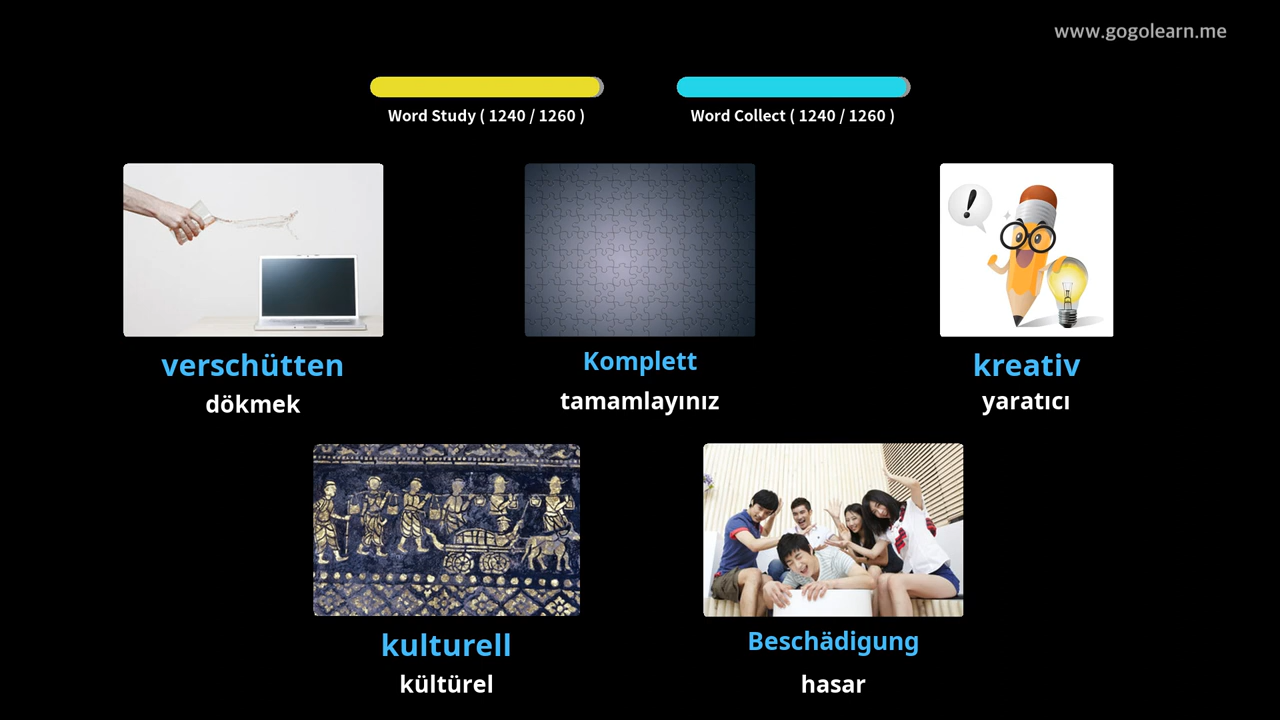 www.gogolearn.me
Word Study ( 1240 / 1260 )
Word Collect ( 1240 / 1260 )
!
verschütten
dökmek
Komplett
tamamlayınız
kreativ
yaratıcı
kulturell
kültürel
Beschädigung
hasar